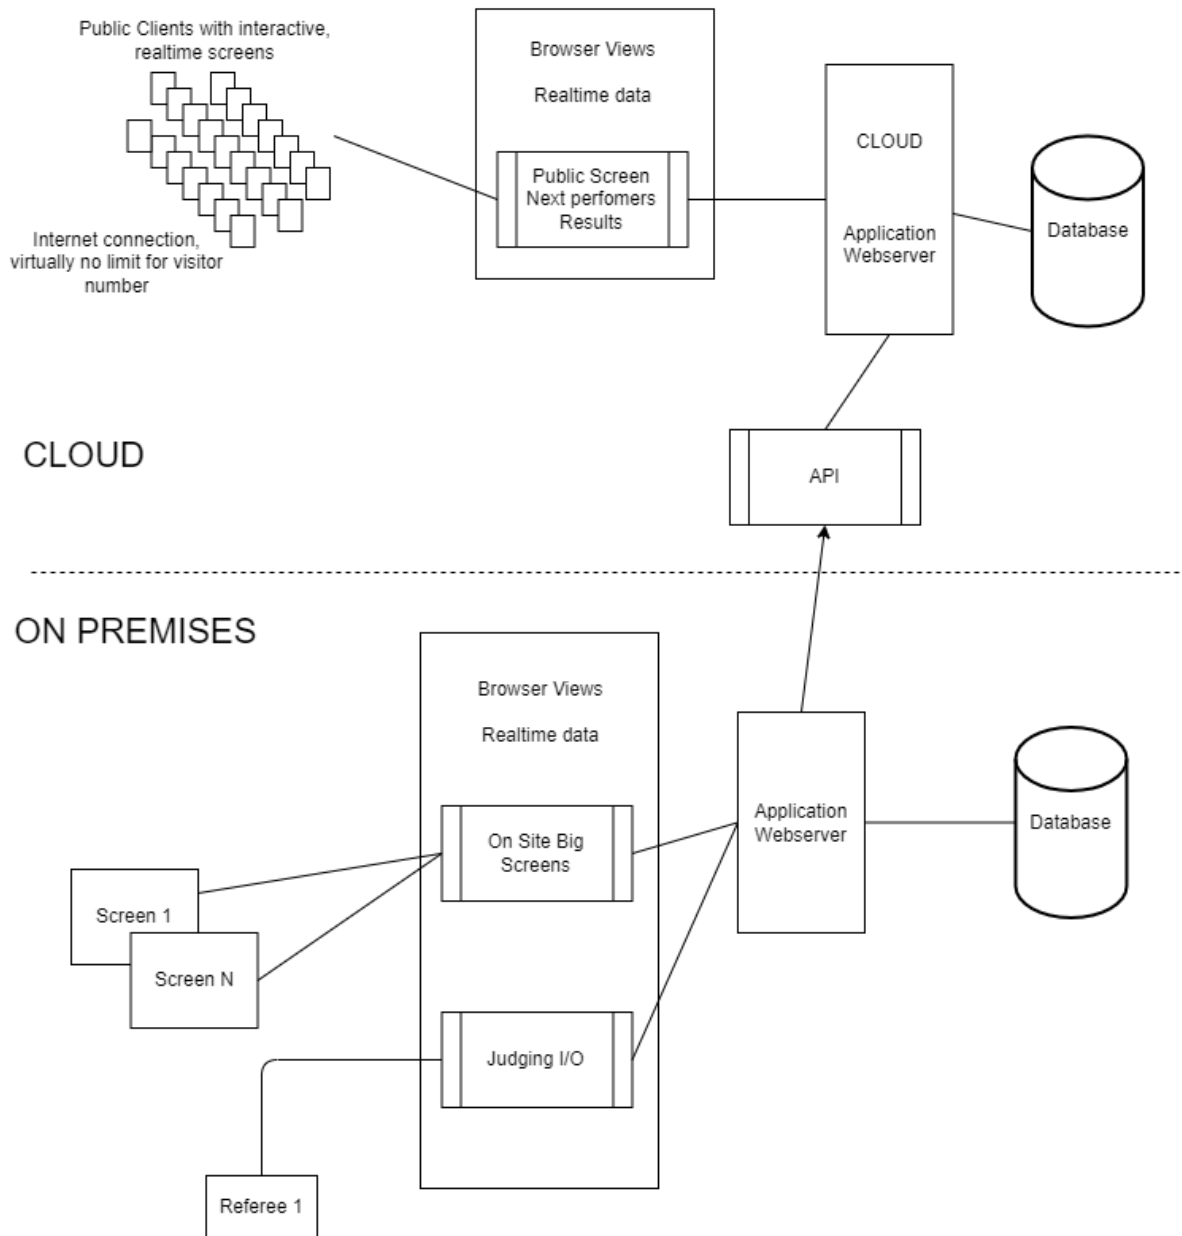 Public Clients with interactive,
realtime screens
Internet connection,
virtually no limit for visitor
number
Browser Views
Realtime data
Public Screen
Next perfomers
Results
CLOUD
Application
Webserver
Database
API
CLOUD
ON PREMISES
Browser Views
Realtime data
On Site Big
Screens
Judging I/O
Application
Webserver
Database
Screen 1
Screen N
Referee 1